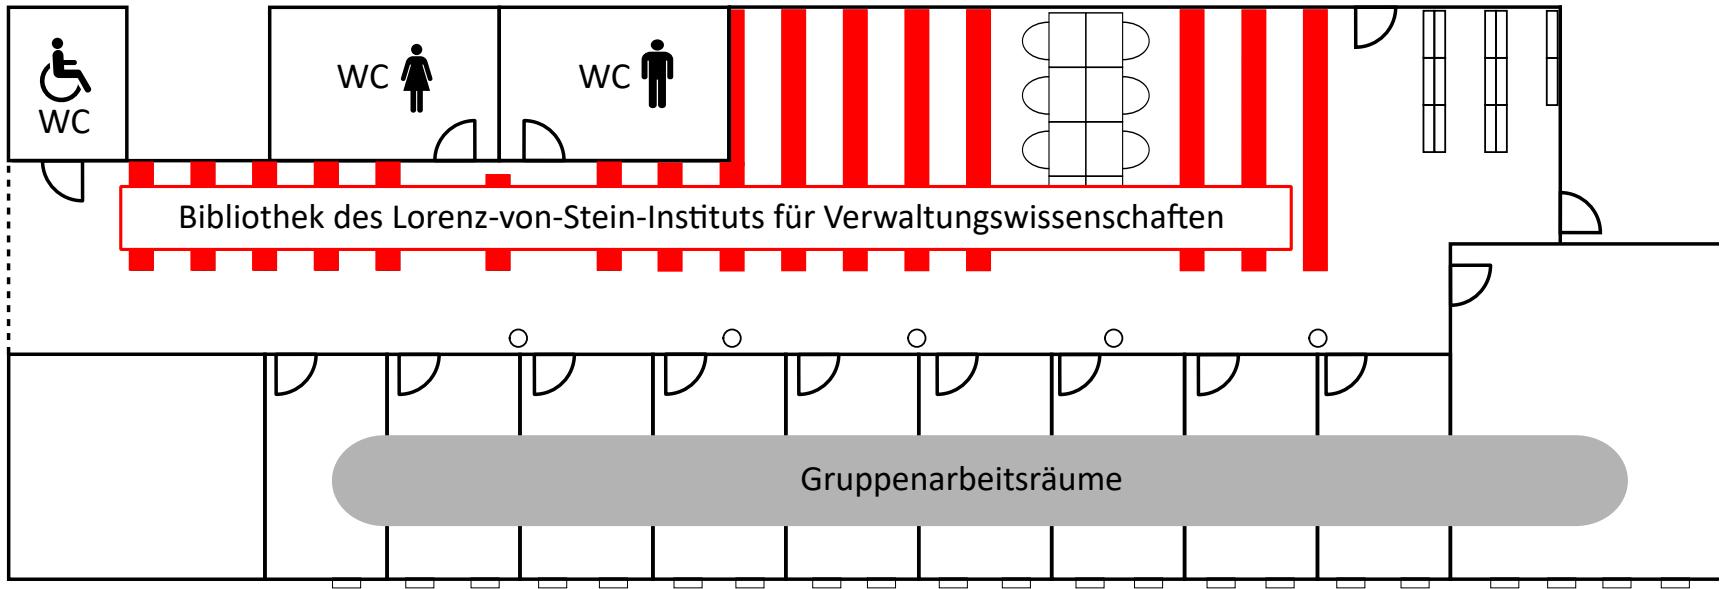 WC
WC
WC
Bibliothek des Lorenz-von-Stein-Instituts für Verwaltungswissenschaften
Gruppenarbeitsräume